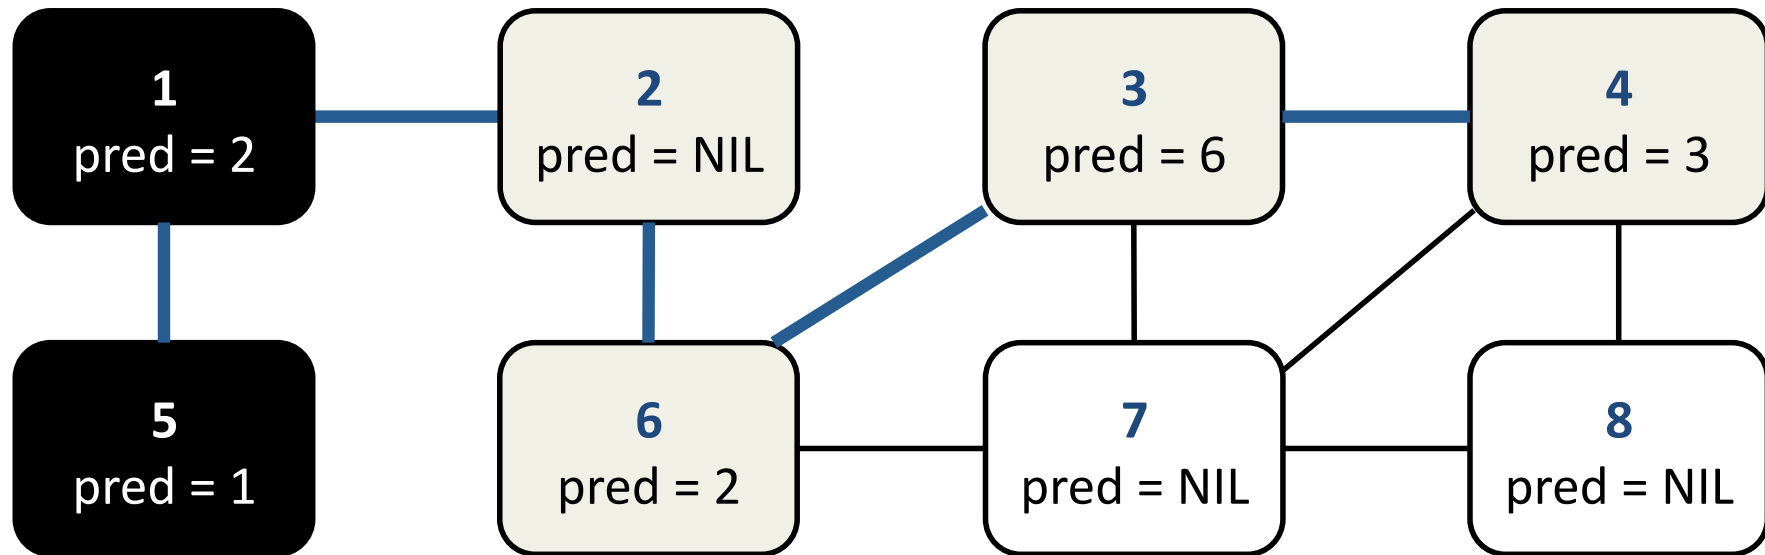 1
pred = 2
2
pred = NIL
3
pred = 6
4
pred = 3
5
pred = 1
6
pred = 2
7
pred = NIL
8
pred = NIL